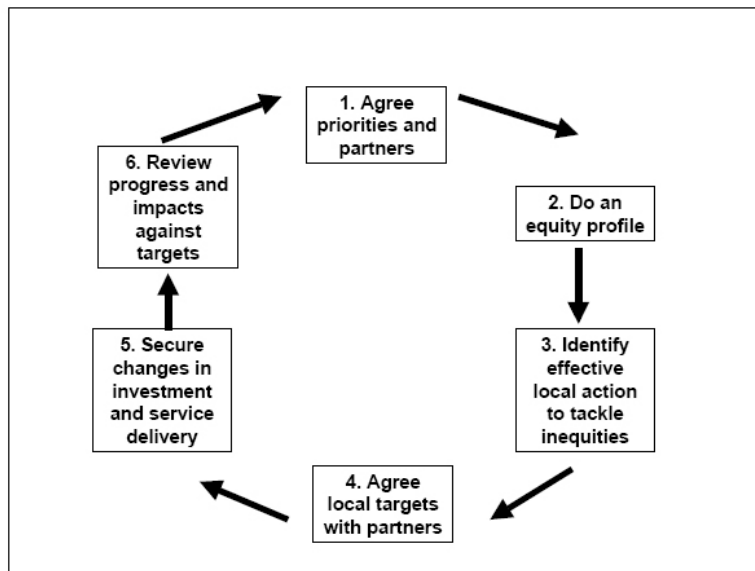 1. Agree
priorities and
partners
2. Do an
equity profile
3. Identify
effective
local action
to tackle
inequities
4. Agree
local targets
with partners
5. Secure
changes in
investment
and service
delivery
6. Review
progress and
impacts
against
targets